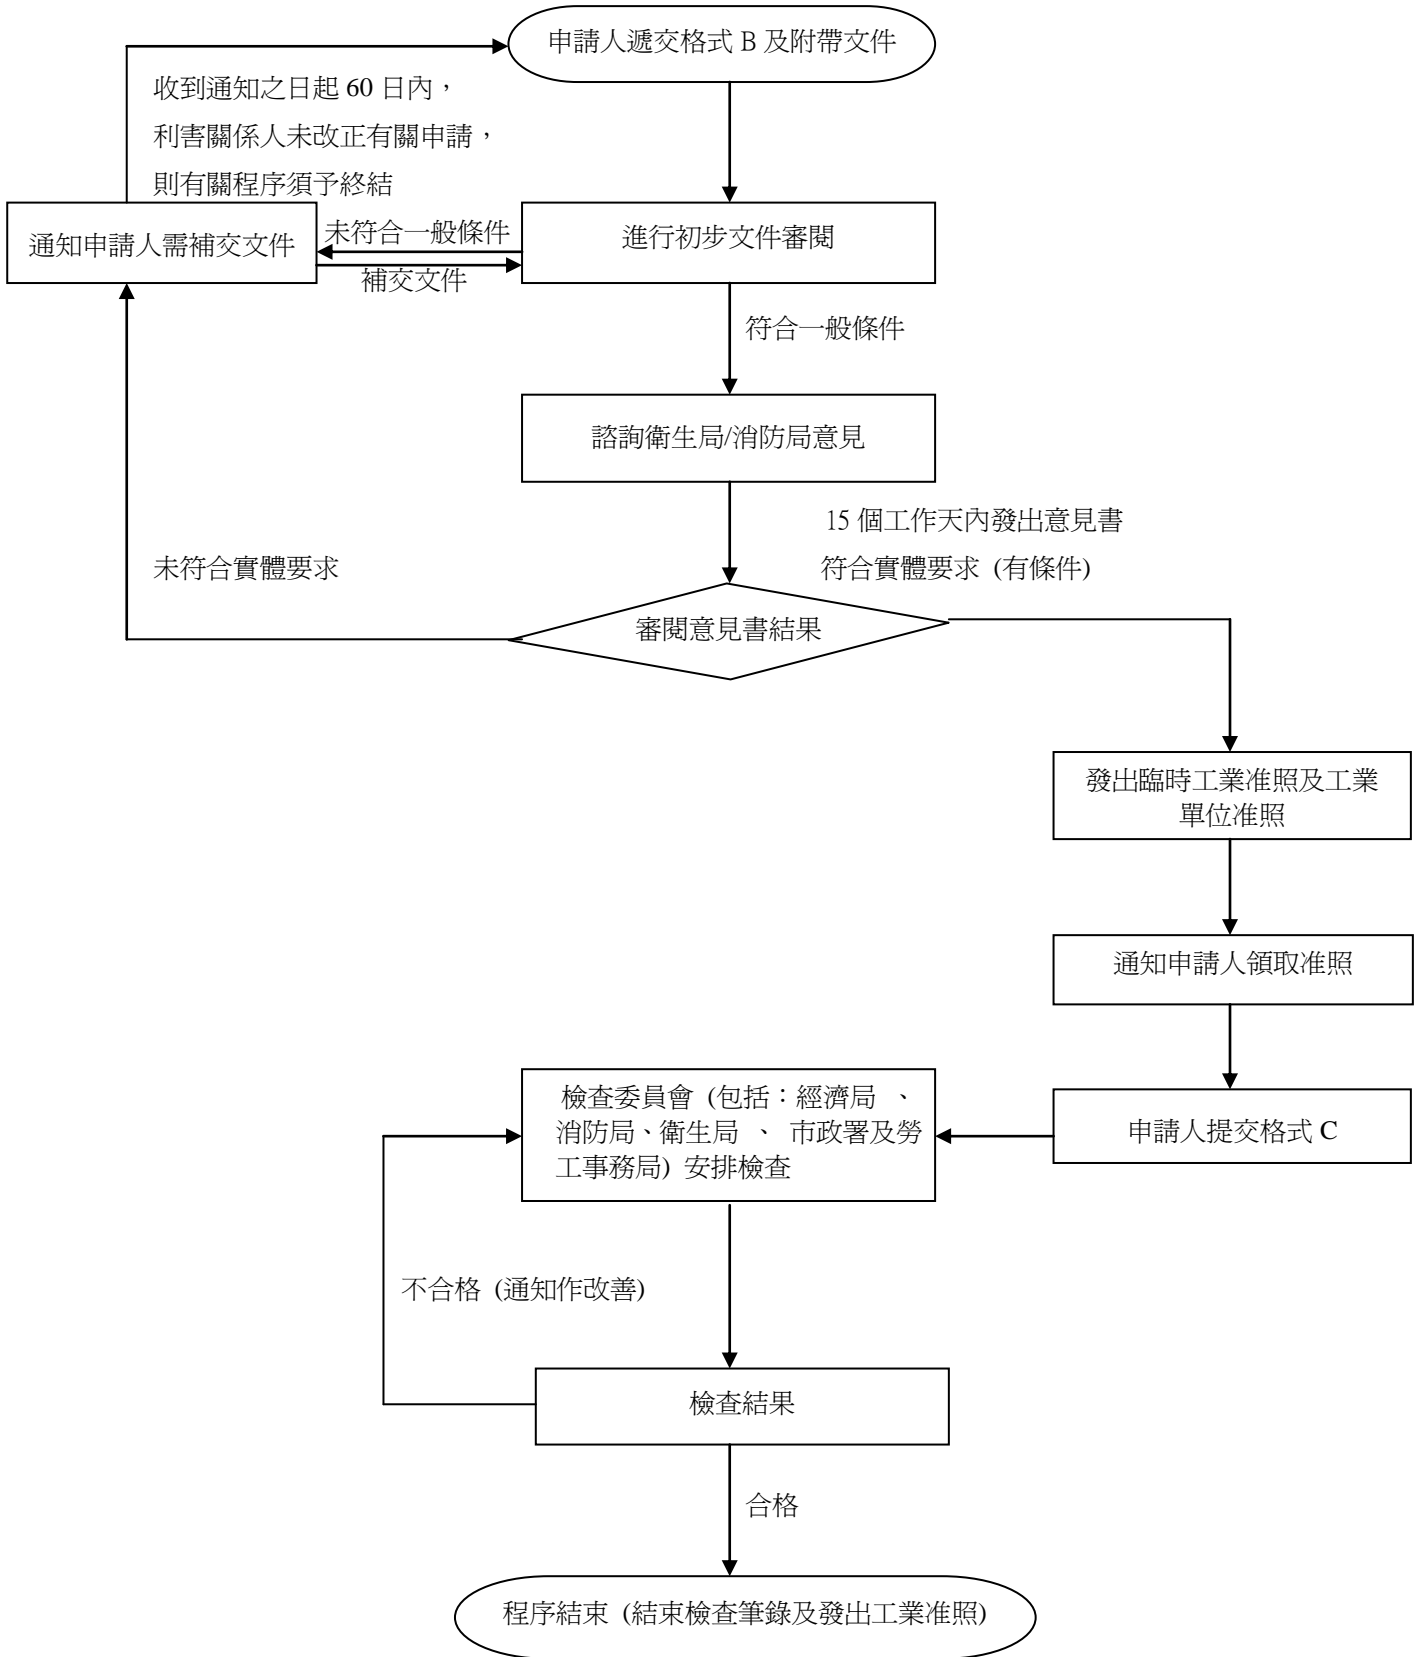 申請人遞交格式 B 及附帶文件
收到通知之日起 60 日內，
利害關係人未改正有關申請，
則有關程序須予終結
通知申請人需補交文件
未符合一般條件
補交文件
進行初步文件審閱
符合一般條件
諮詢衛生局/消防局意見
15 個工作天內發出意見書
符合實體要求 (有條件)
未符合實體要求
審閱意見書結果
發出臨時工業准照及工業
單位准照
通知申請人領取准照
申請人提交格式 C
檢查委員會 (包括：經濟局 、
消防局、衛生局 、 市政署及勞
工事務局) 安排檢查
不合格 (通知作改善)
檢查結果
合格
程序結束 (結束檢查筆錄及發出工業准照)